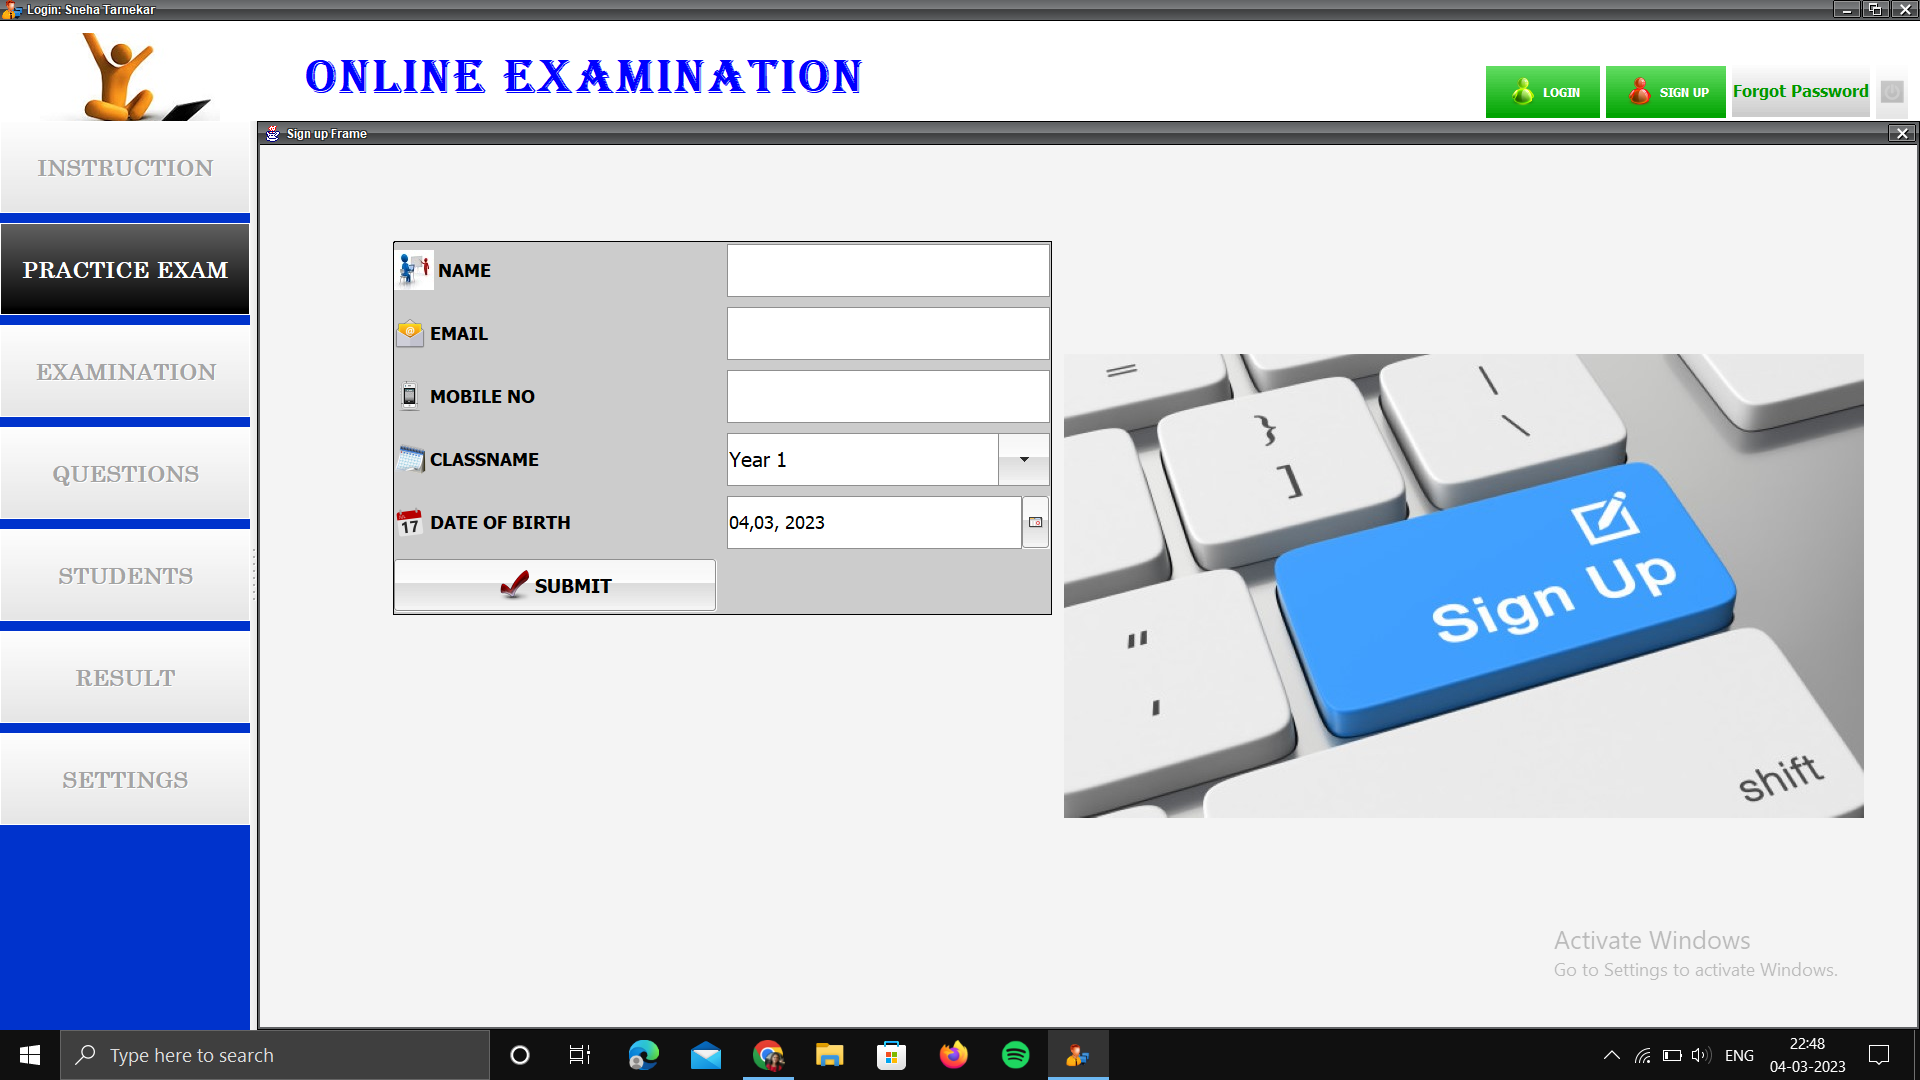 Login: Sneha Tarnekar
ONLINE EXAMINATION
LOGIN
SIGN UP
Forgot Password
Sign up Frame
INSTRUCTION
PRACTICE EXAM
EXAMINATION
QUESTIONS
STUDENTS
RESULT
SETTINGS
NAME
EMAIL
MOBILE NO
CLASSNAME
Year 1
17
DATE OF BIRTH
04,03, 2023
SUBMIT
=
}
]
|
\
"
'
Sign Up
shift
Activate Windows
Go to Settings to activate Windows.
Type here to search
ENG
22:48
04-03-2023